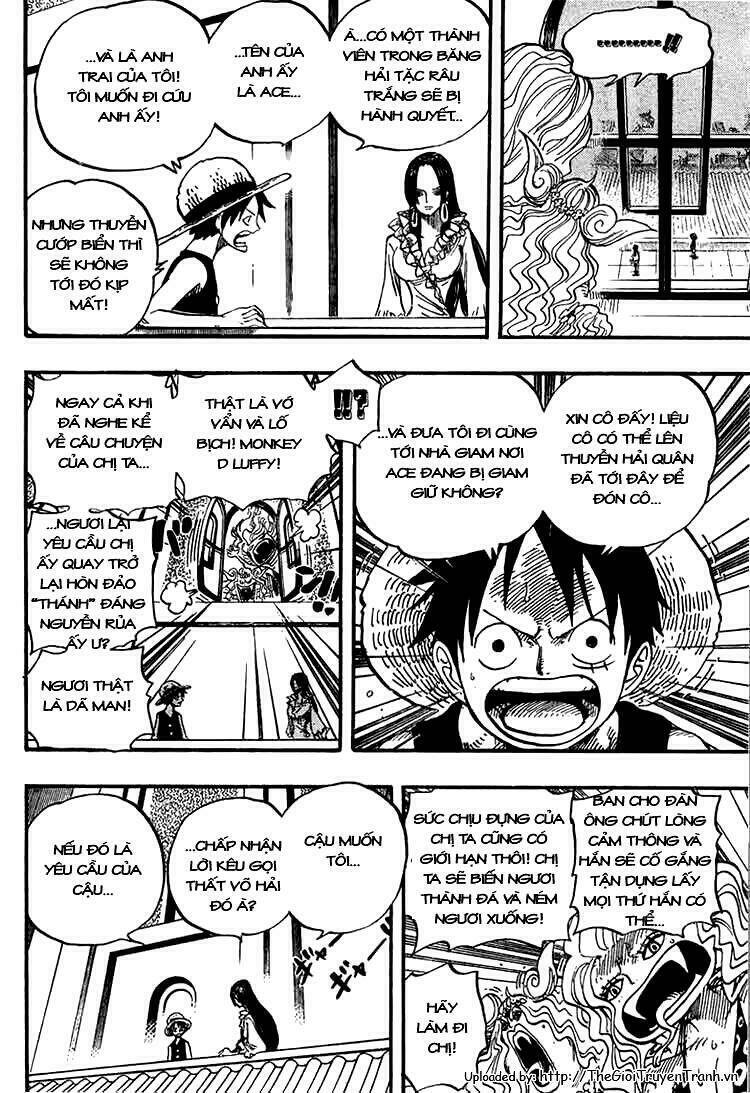 ---------!!
À...CÓ MỘT THÀNH
VIÊN TRONG BĂNG
HẢI TẶC RÂU
TRẮNG SẼ BỊ
HÀNH QUYẾT...
...TÊN CỦA
ANH ẤY
LÀ ACE...
...VÀ LÀ ANH
TRAI CỦA TÔI!
TÔI MUỐN ĐI CỨU
ANH ẤY!
NHƯNG THUYỀN
CƯỚP BIỂN THÌ
SẼ KHÔNG
TỚI ĐÓ KỊP
MẤT!
XIN CÔ ĐẤY! LIỆU
CÔ CÓ THỂ LÊN
THUYỀN HẢI QUÂN
ĐÃ TỚI ĐÂY ĐỂ
ĐÓN CÔ...
...VÀ ĐƯA TÔI ĐI CÙNG
TỚI NHÀ GIAM NƠI
ACE ĐANG BỊ GIAM
GIỮ KHÔNG?
!!?
THẬT LÀ VỚ
VẨN VÀ LỐ
BỊCH! MONKEY
D LUFFY!
NGAY CẢ KHI
ĐÃ NGHE KỂ
VỀ CÂU CHUYỆN
CỦA CHỊ TA...
...NGƯƠI LẠI
YÊU CẦU CHỊ
ẤY QUAY TRỞ
LẠI HÒN ĐẢO
“THÁNH” ĐÁNG
NGUYỀN RỦA
ẤY Ư?
NGƯƠI THẬT
LÀ DÃ MAN!
BAN CHO ĐÀN
ÔNG CHÚT LÒNG
CẢM THÔNG VÀ
HẮN SẼ CỐ GẮNG
TẬN DỤNG LẤY
MỌI THỨ HẮN CÓ
THỂ...
SỨC CHỊU ĐỰNG CỦA
CHỊ TA CŨNG CÓ
GIỚI HẠN THÔI! CHỊ
TA SẼ BIẾN NGƯƠI
THÀNH ĐÁ VÀ NÉM
NGƯƠI XUỐNG!
HÃY
LÀM ĐI
CHỊ!
CẬU MUỐN
TÔI...
...CHẤP NHẬN
LỜI KÊU GỌI
THẤT VÕ HẢI
ĐÓ À?
NẾU ĐÓ LÀ
YÊU CẦU CỦA
CẬU...
Uploaded by: http://TheGioiTruyenTranh.vn